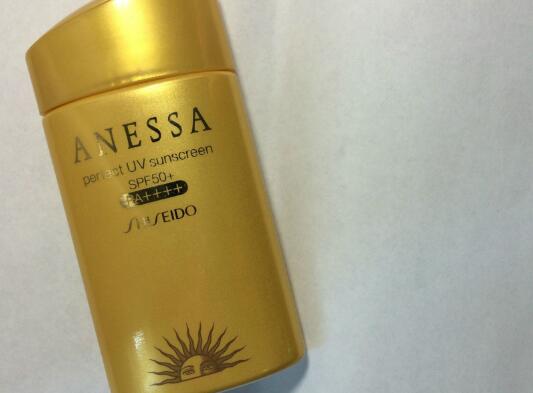 ANESSA
perfect UV sunscreen
SPF50+
PA++++
SHISEIDO